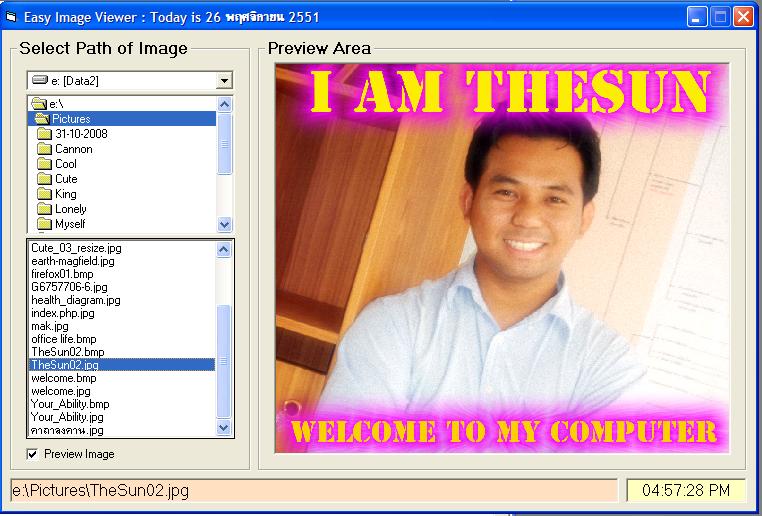 Easy Image Viewer : Today is 26 พฤศจิกายน 2551
Select Path of Image
e: [Data2]
e:\
Pictures
31-10-2008
Cannon
Cool
Cute
King
Lonely
Myself
Cute_03_resize.jpg
earth-magfield.jpg
firefox01.bmp
G6757706-6.jpg
health_diagram.jpg
index.php.jpg
mak.jpg
office life.bmp
TheSun02.bmp
TheSun02.jpg
welcome.bmp
welcome.jpg
Your_Ability.bmp
Your_Ability.jpg
คาถาจงคาน.jpg
Preview Image
Preview Area
I AM THESUN
WELCOME TO MY COMPUTER
e:\Pictures\TheSun02.jpg
04:57:28 PM